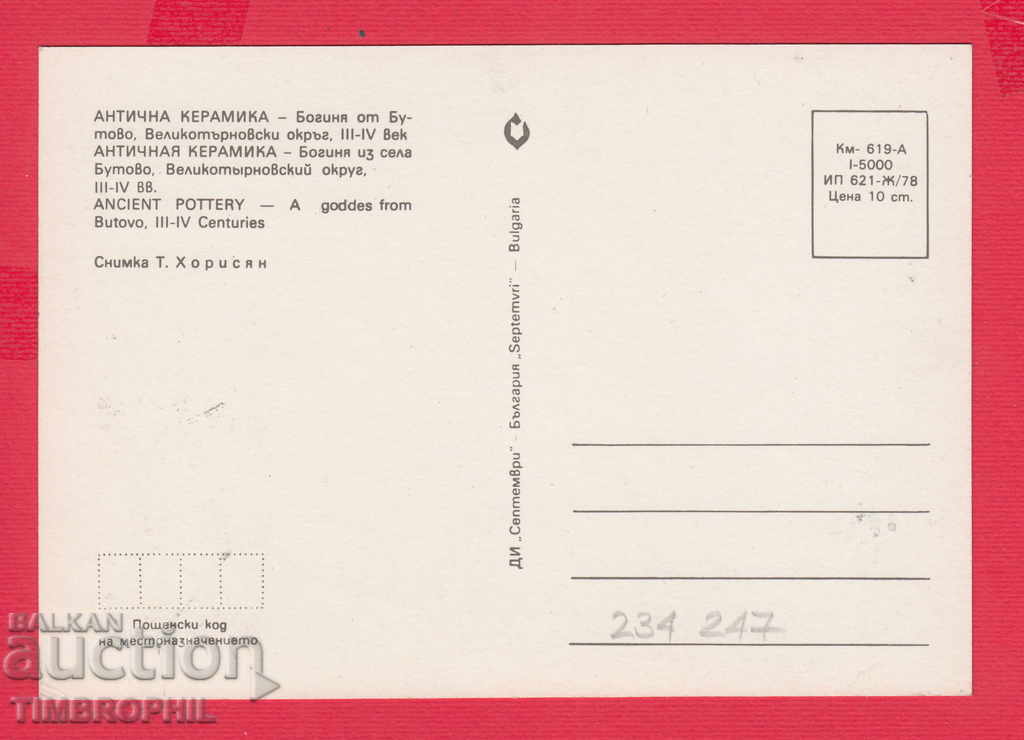 АНТИЧНА КЕРАМИКА – Богиня от Бу-
тово, Великотърновски окръг, III-IV век
АНТИЧНАЯ КЕРАМИКА – Богиня из села
Бутово, Великотырновский округ,
III-IV вв.
ANCIENT POTTERY — A goddes from
Butovo, III-IV Centuries
Снимка Т. Хорисян
ДИ „Септември" - България „Septemvri" — Bulgaria
Км- 619-А
I-5000
ИП 621-Ж/78
Цена 10 ст.
Пощенски код
на местоназначението
234 247
BALKAN
auction
TIMBROPHIL